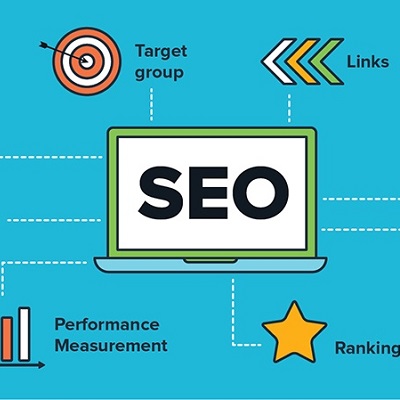 Target
group
Links
SEO
Performance
Measurement
Ranking